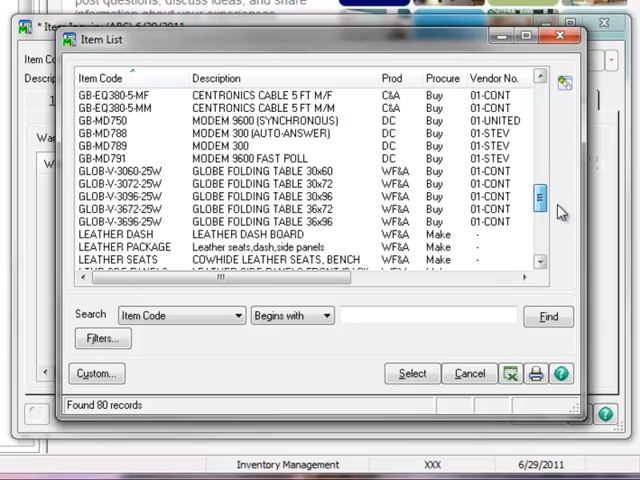 post questions, discuss ideas, and share
information about your experiences
* Item Inquiry (ABC) 6/29/2011
Item List
Item Co
Descrip
1
Wa
W
Item Code Description Prod Procure Vendor No.
GB-EQ380-5-MF CENTRONICS CABLE 5 FT M/F C&A Buy 01-CONT
GB-EQ380-5-MM CENTRONICS CABLE 5 FT M/M C&A Buy 01-CONT
GB-MD750 MODEM 9600 (SYNCHRONOUS) DC Buy 01-UNITED
GB-MD788 MODEM 300 (AUTO-ANSWER) DC Buy 01-STEV
GB-MD789 MODEM 300 DC Buy 01-STEV
GB-MD791 MODEM 9600 FAST POLL DC Buy 01-STEV
GLOB-V-3060-25W GLOBE FOLDING TABLE 30x60 WF&A Buy 01-CONT
GLOB-V-3072-25W GLOBE FOLDING TABLE 30x72 WF&A Buy 01-CONT
GLOB-V-3096-25W GLOBE FOLDING TABLE 30x96 WF&A Buy 01-CONT
GLOB-V-3672-25W GLOBE FOLDING TABLE 36x72 WF&A Buy 01-CONT
GLOB-V-3696-25W GLOBE FOLDING TABLE 36x96 WF&A Buy 01-CONT
LEATHER DASH LEATHER DASH BOARD WF&A Make -
LEATHER PACKAGE Leather seats,dash,side panels WF&A Make -
LEATHER SEATS COWHIDE LEATHER SEATS, BENCH WF&A Make -
Search Item Code Begins with Find
Filters...
Custom... Select Cancel
Found 80 records
Inventory Management XXX 6/29/2011